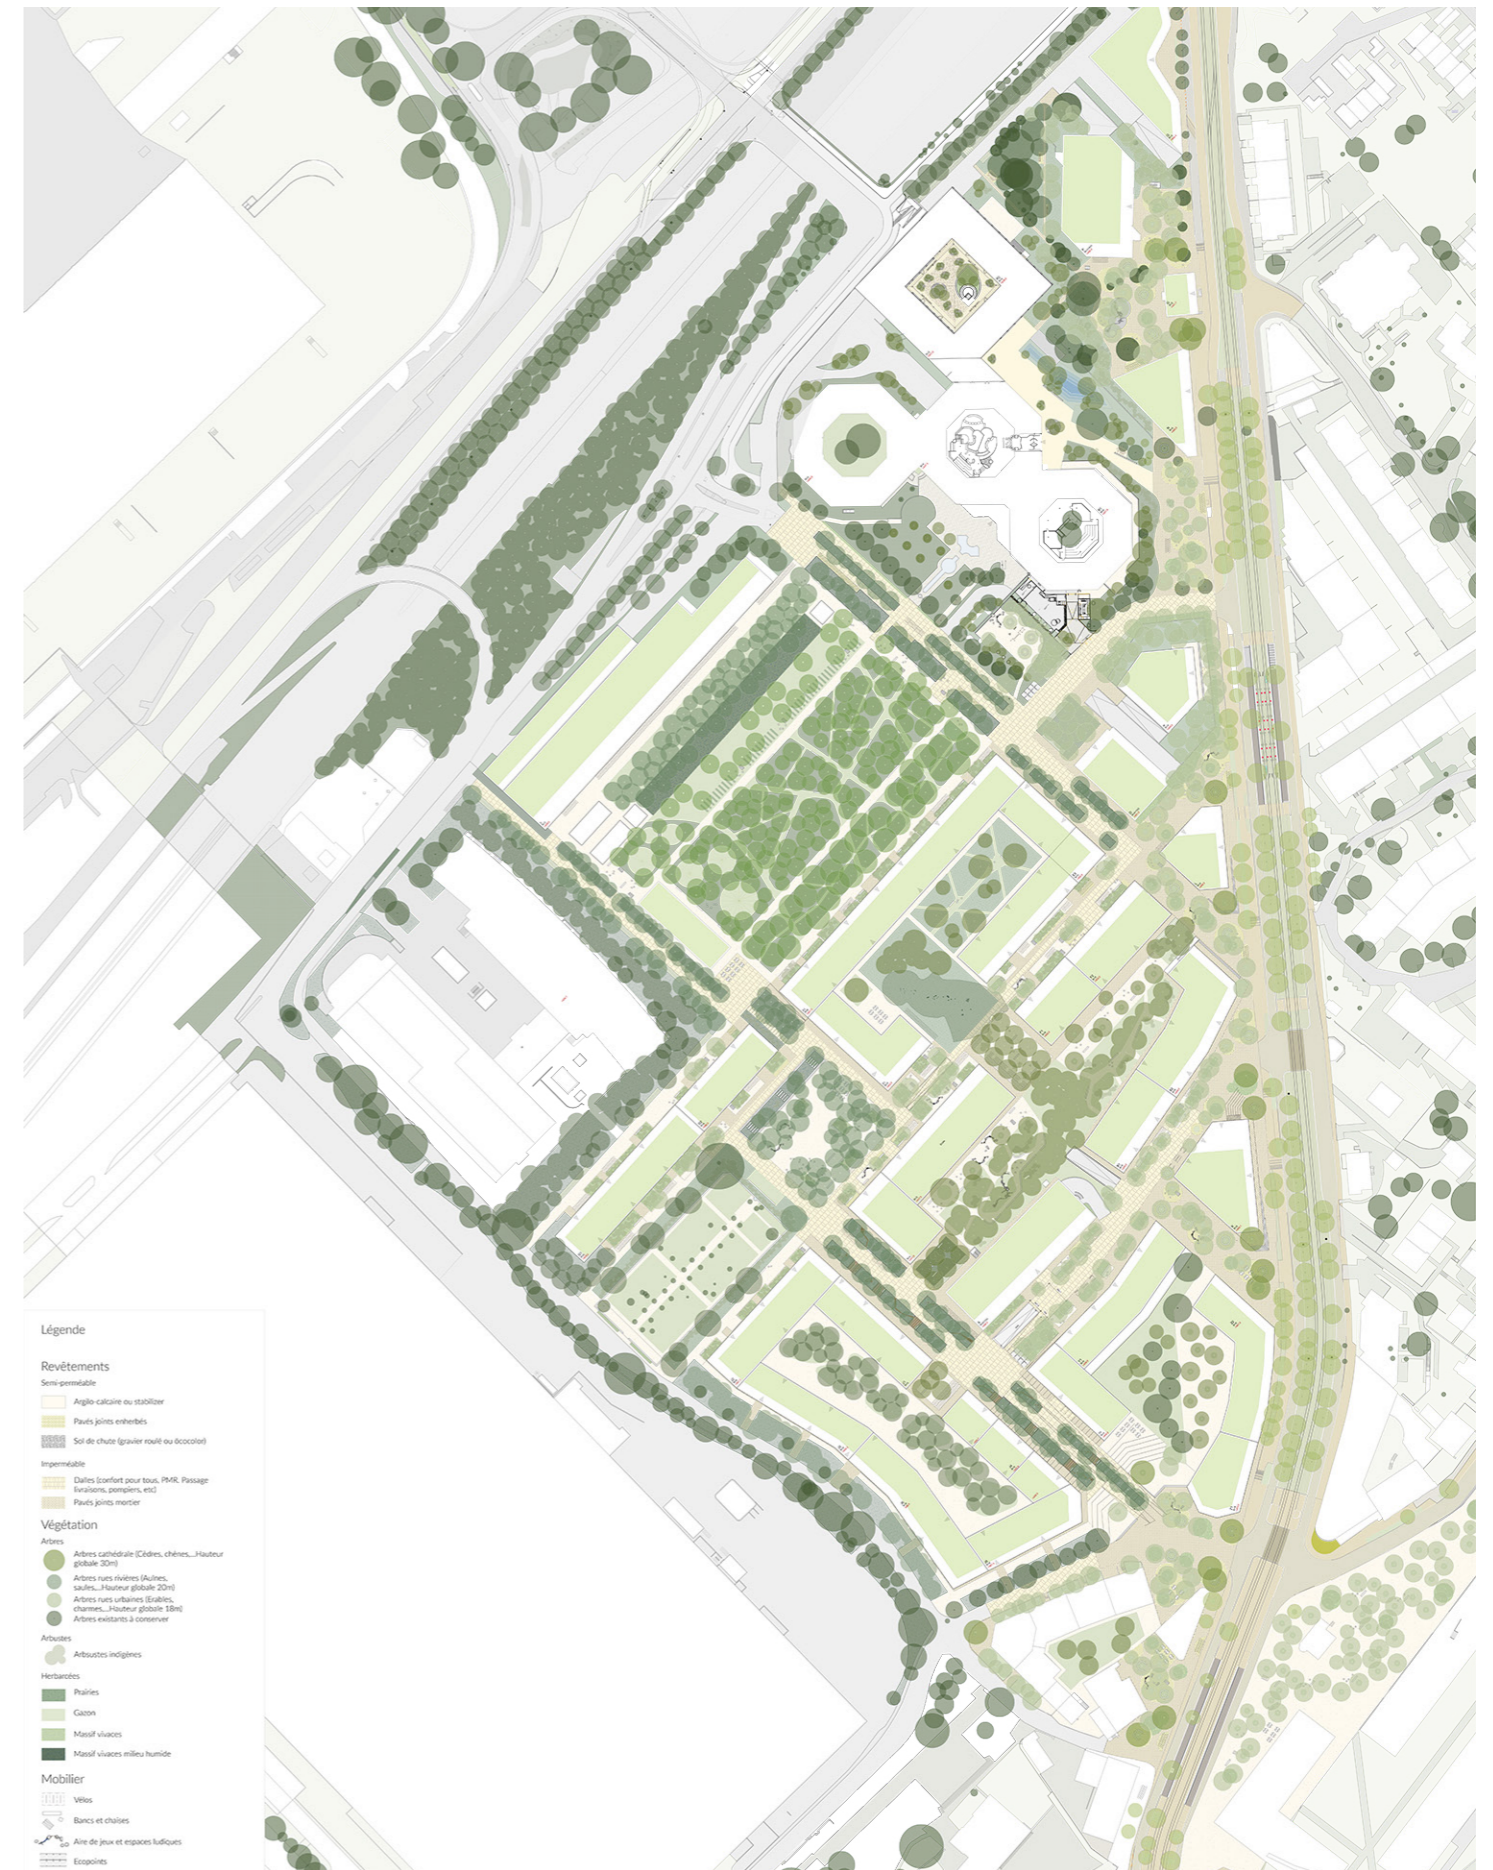 Légende
Revêtements
Semi-perméable
Argilo-calcaire ou stabilizer
Pavés joints enherbés
Sol de chute (gravier roulé ou öcocolor)
Imperméable
Dalles (confort pour tous, PMR, Passage
livraisons, pompiers, etc)
Pavés joints mortier
Végétation
Arbres
Arbres cathédrale (Cèdres, chênes,...Hauteur
globale 30m)
Arbres rues rivières (Aulnes,
saules,...Hauteur globale 20m)
Arbres rues urbaines (Erables,
charmes,...Hauteur globale 18m)
Arbres existants à conserver
Arbustes
Arbsustes indigènes
Herbarcées
Prairies
Gazon
Massif vivaces
Massif vivaces milieu humide
Mobilier
Vélos
Bancs et chaises
Aire de jeux et espaces ludiques
Ecopoints